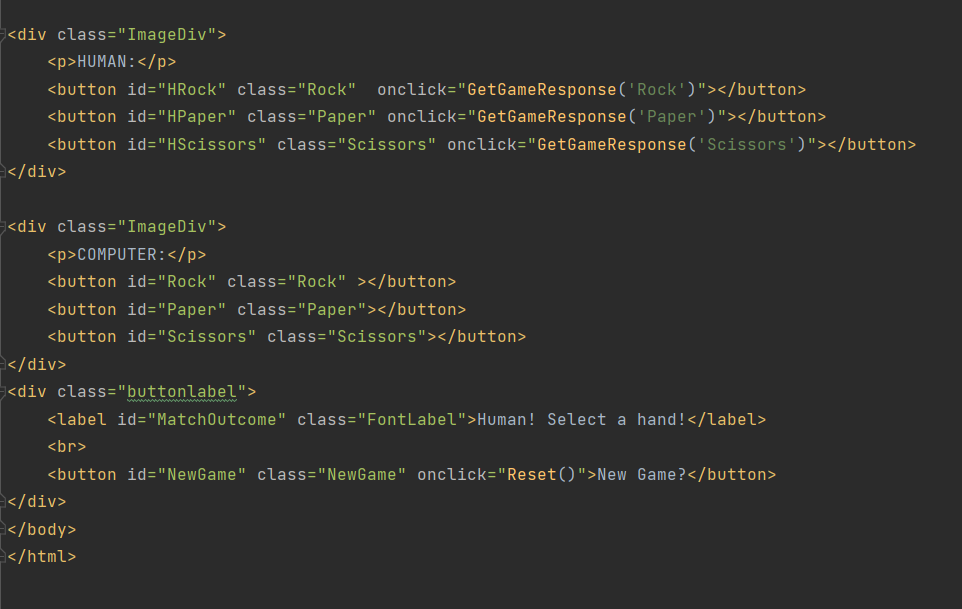 <div class="ImageDiv">
    <p>HUMAN:</p>
    <button id="HRock" class="Rock"  onclick="GetGameResponse('Rock')"></button>
    <button id="HPaper" class="Paper" onclick="GetGameResponse('Paper')"></button>
    <button id="HScissors" class="Scissors" onclick="GetGameResponse('Scissors')"></button>
</div>

<div class="ImageDiv">
    <p>COMPUTER:</p>
    <button id="Rock" class="Rock" ></button>
    <button id="Paper" class="Paper"></button>
    <button id="Scissors" class="Scissors"></button>
</div>
<div class="buttonlabel">
    <label id="MatchOutcome" class="FontLabel">Human! Select a hand!</label>
    <br>
    <button id="NewGame" class="NewGame" onclick="Reset()">New Game?</button>
</div>
</body>
</html>